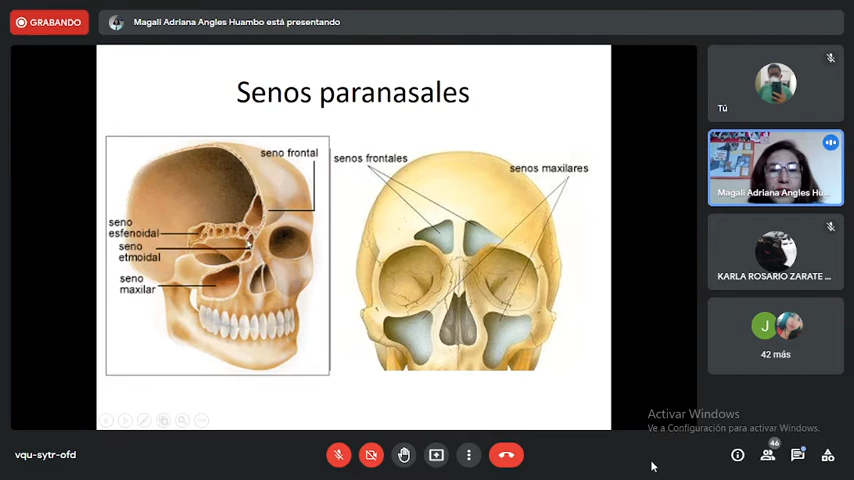 GRABANDO
Magali Adriana Angles Huambo está presentando
Senos paranasales
seno frontal
seno
esfenoidal
seno
etmoidal
seno
maxilar
senos frontales
senos maxilares
Tú
Magali Adriana Angles Hu...
KARLA ROSARIO ZARATE ...
J
42 más
Activar Windows
Ve a Configuración para activar Windows.
vqu-sytr-ofd
46